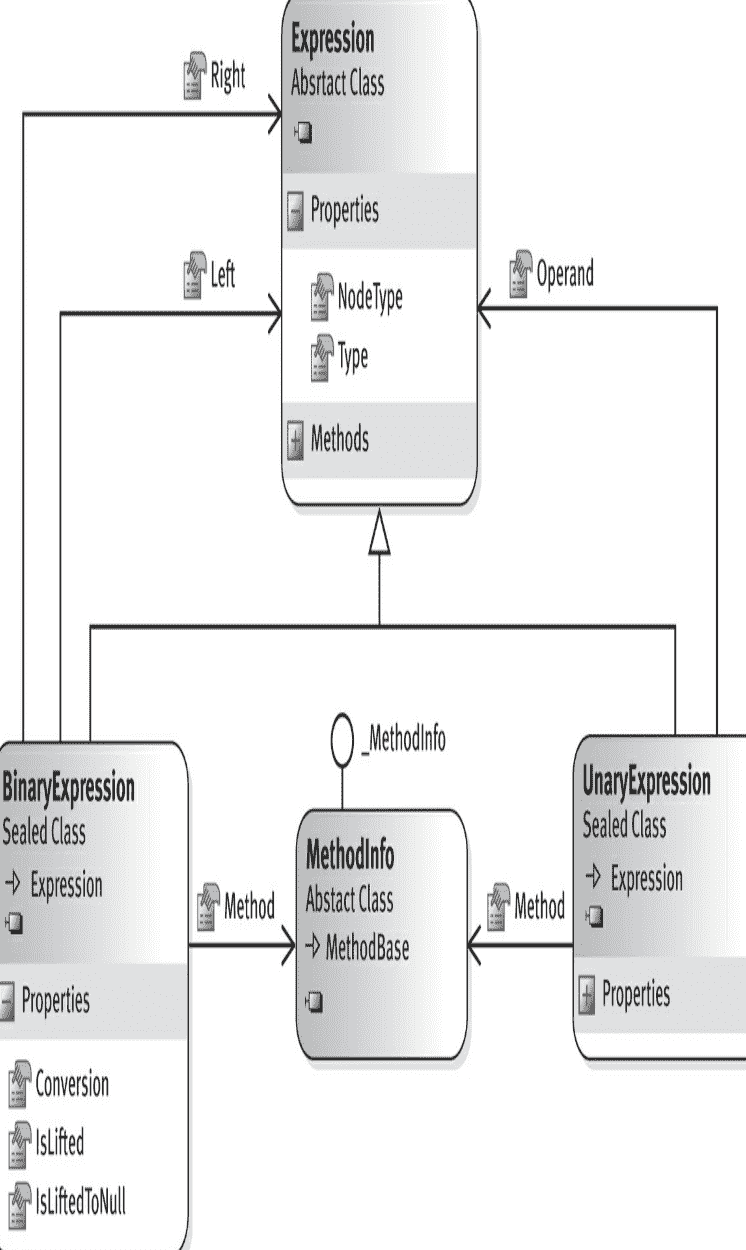 Expression
Absrtact Class
Right
Properties
Left
Operand
NodeType
Type
Methods
_MethodInfo
BinaryExpression
Sealed Class
Expression
Method
MethodInfo
Abstact Class
MethodBase
Method
UnaryExpression
Sealed Class
Expression
Properties
Properties
Conversion
IsLifted
IsLiftedToNull